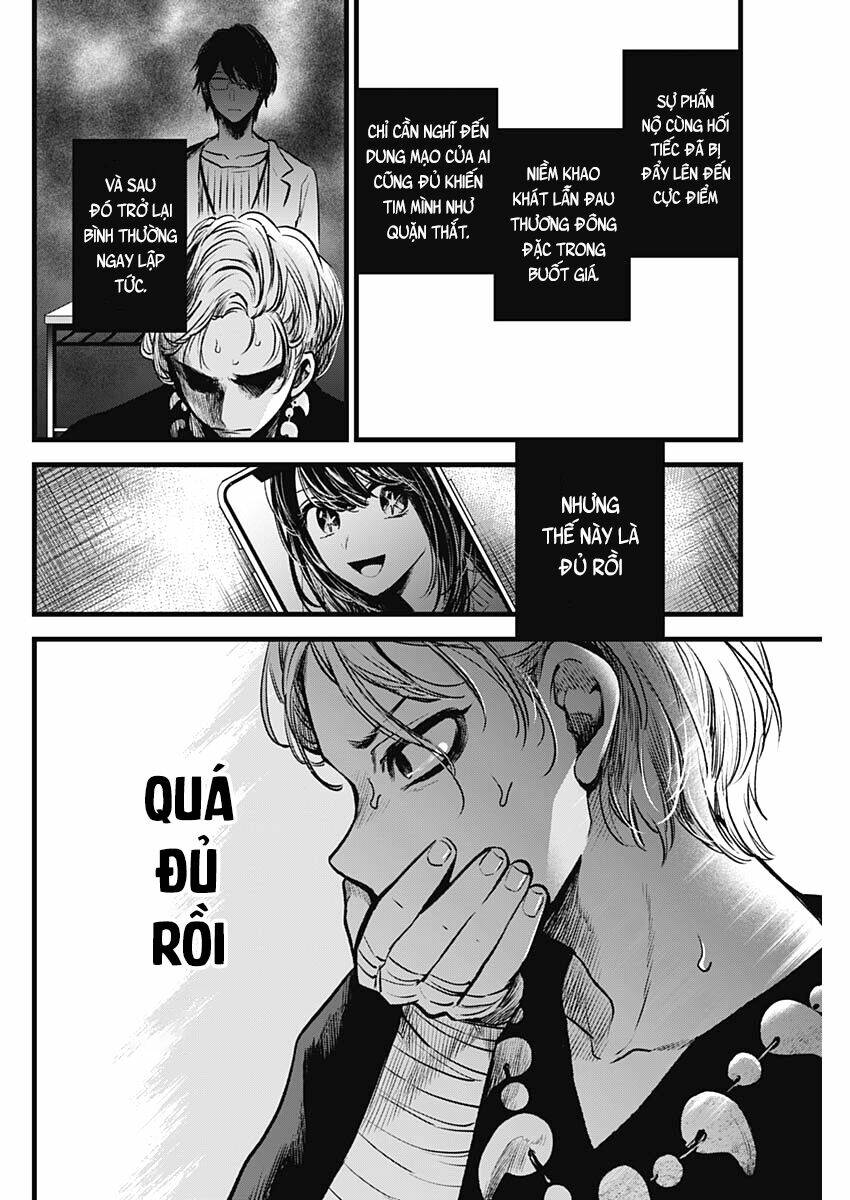 SỰ PHẪN
NỘ CÙNG HỐI
TIẾC ĐÃ BỊ
ĐẨY LÊN ĐẾN
CỰC ĐIỂM
NIỀM KHAO
KHÁT LẪN ĐAU
THƯƠNG ĐÔNG
ĐẶC TRONG
BUỐT GIÁ.
CHỈ CẦN NGHĨ ĐẾN
DUNG MẠO CỦA AI
CŨNG ĐỦ KHIẾN
TIM MÌNH NHƯ
QUẶN THẮT.
VÀ SAU
ĐÓ TRỞ LẠI
BÌNH THƯỜNG
NGAY LẬP
TỨC.
NHƯNG
THẾ NÀY LÀ
ĐỦ RỒI
QUÁ
ĐỦ
RỒI